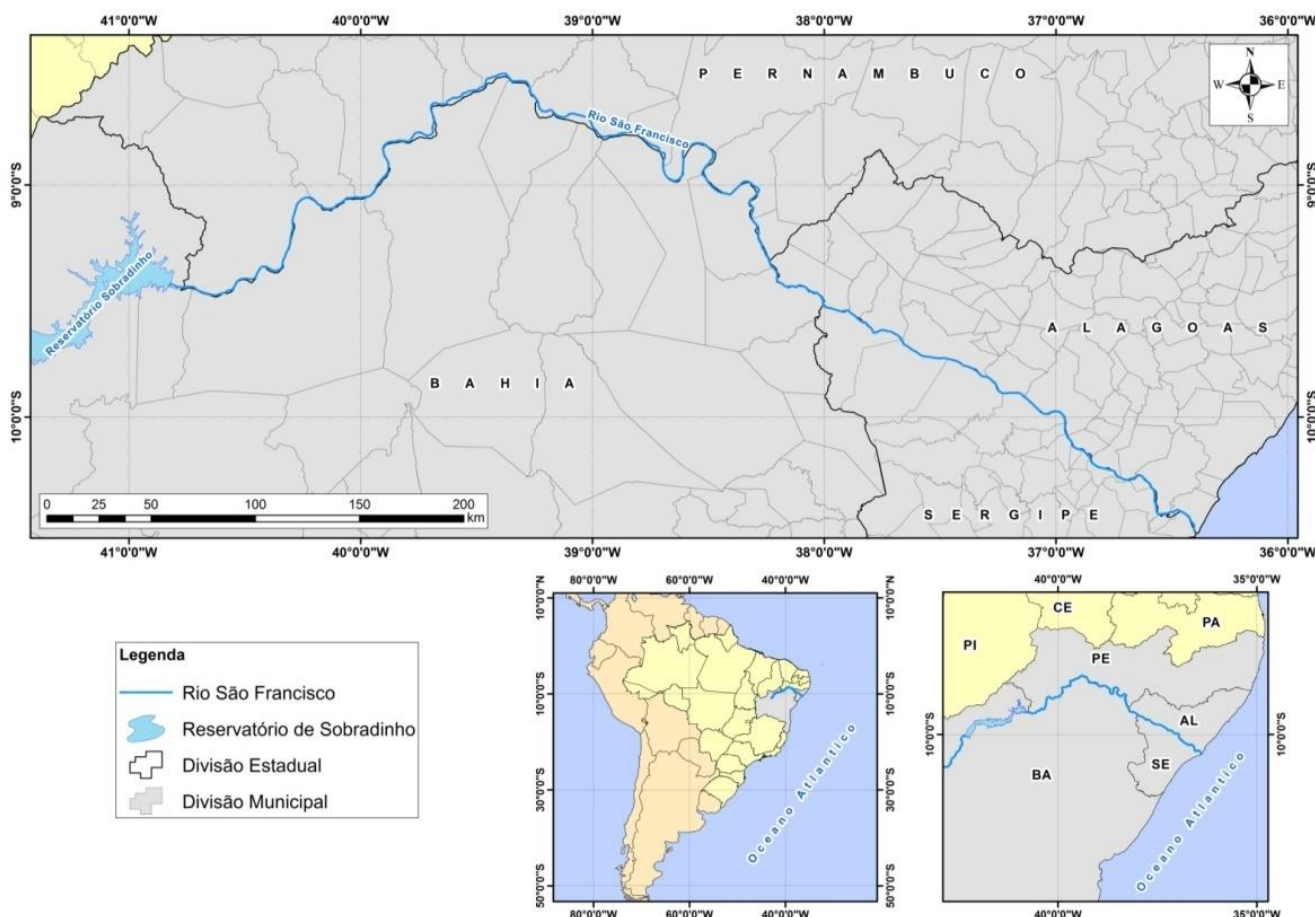 41°0'0"W 40°0'0"W 39°0'0"W 38°0'0"W 37°0'0"W 36°0'0"W
N
W E
S
P E R N A M B U C O
Rio São Francisco
9°0'0"S 9°0'0"S
Reservatório Sobradinho
A L A G O A S
B A H I A
10°0'0"S 10°0'0"S
0 25 50 100 150 200
km
S E R G I P E
41°0'0"W 40°0'0"W 39°0'0"W 38°0'0"W 37°0'0"W 36°0'0"W
Legenda
Rio São Francisco
Reservatório de Sobradinho
Divisão Estadual
Divisão Municipal
80°0'0"W 60°0'0"W 40°0'0"W
10°0'0"N 10°0'0"N
10°0'0"S 10°0'0"S
30°0'0"S 30°0'0"S
50°0'0"S 50°0'0"S
Oceano Atlantico
80°0'0"W 60°0'0"W 40°0'0"W
40°0'0"W 35°0'0"W
CE
PA
PI
PE
AL
10°0'0"S 10°0'0"S
SE
BA
Oceano Atlantico
40°0'0"W 35°0'0"W